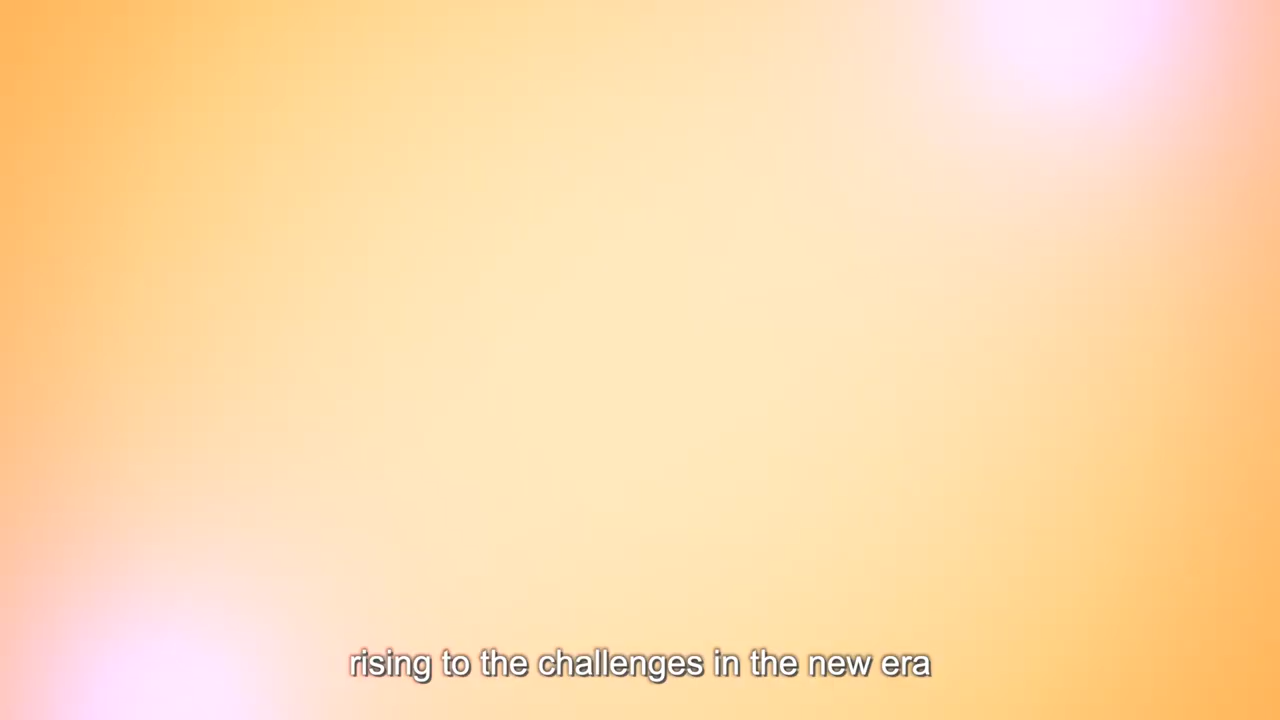 rising to the challenges in the new era